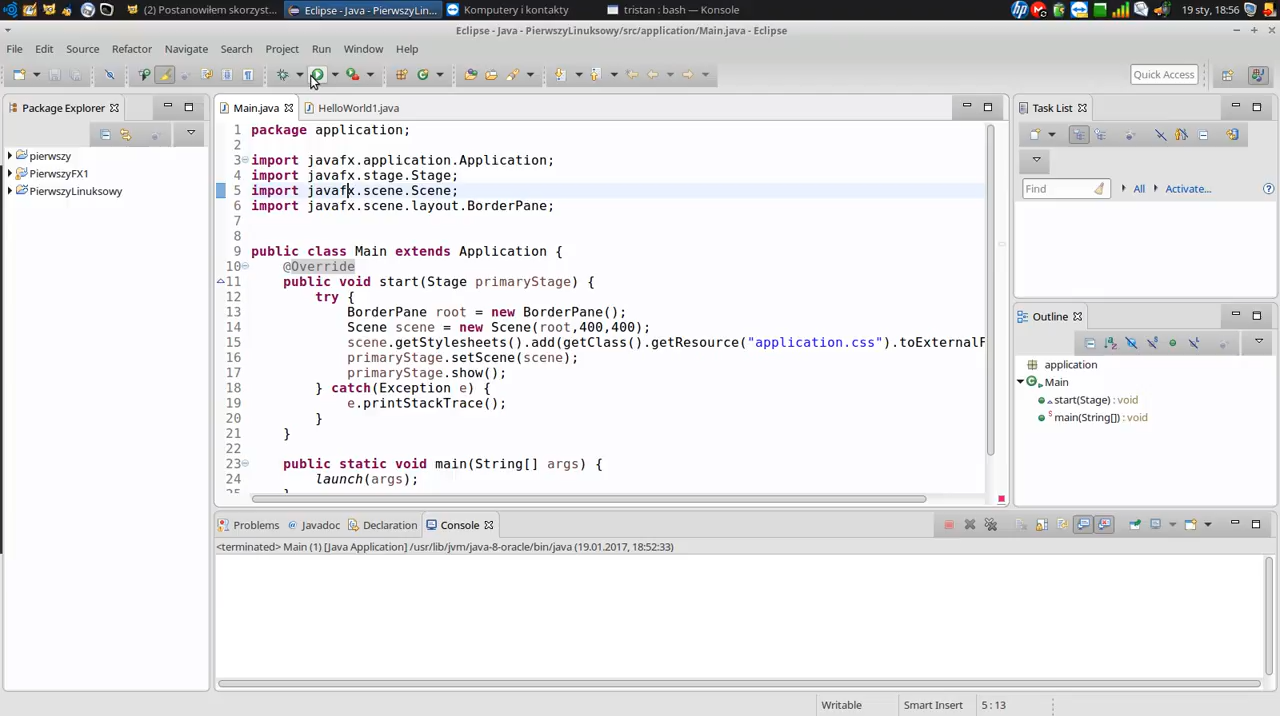 (2) Postanowiłem skorzyst...
Eclipse - Java - PierwszyLin...
Komputery i kontakty
tristan : bash — Konsole
19 sty, 18:56
Eclipse - Java - PierwszyLinuksowy/src/application/Main.java - Eclipse
File Edit Source Refactor Navigate Search Project Run Window Help
Quick Access
Package Explorer
pierwszy
PierwszyFX1
PierwszyLinuksowy
Main.java
HelloWorld1.java
1 package application;
2
3 import javafx.application.Application;
4 import javafx.stage.Stage;
5 import javafx.scene.Scene;
6 import javafx.scene.layout.BorderPane;
7
8
9 public class Main extends Application {
10 @Override
11 public void start(Stage primaryStage) {
12 try {
13 BorderPane root = new BorderPane();
14 Scene scene = new Scene(root,400,400);
15 scene.getStylesheets().add(getClass().getResource("application.css").toExternalF
16 primaryStage.setScene(scene);
17 primaryStage.show();
18 } catch(Exception e) {
19 e.printStackTrace();
20 }
21 }
22
23 public static void main(String[] args) {
24 launch(args);
25 }
Task List
Find
All
Activate...
Outline
application
Main
start(Stage) : void
main(String[]) : void
Problems
Javadoc
Declaration
Console
<terminated> Main (1) [Java Application] /usr/lib/jvm/java-8-oracle/bin/java (19.01.2017, 18:52:33)
Writable
Smart Insert
5 : 13